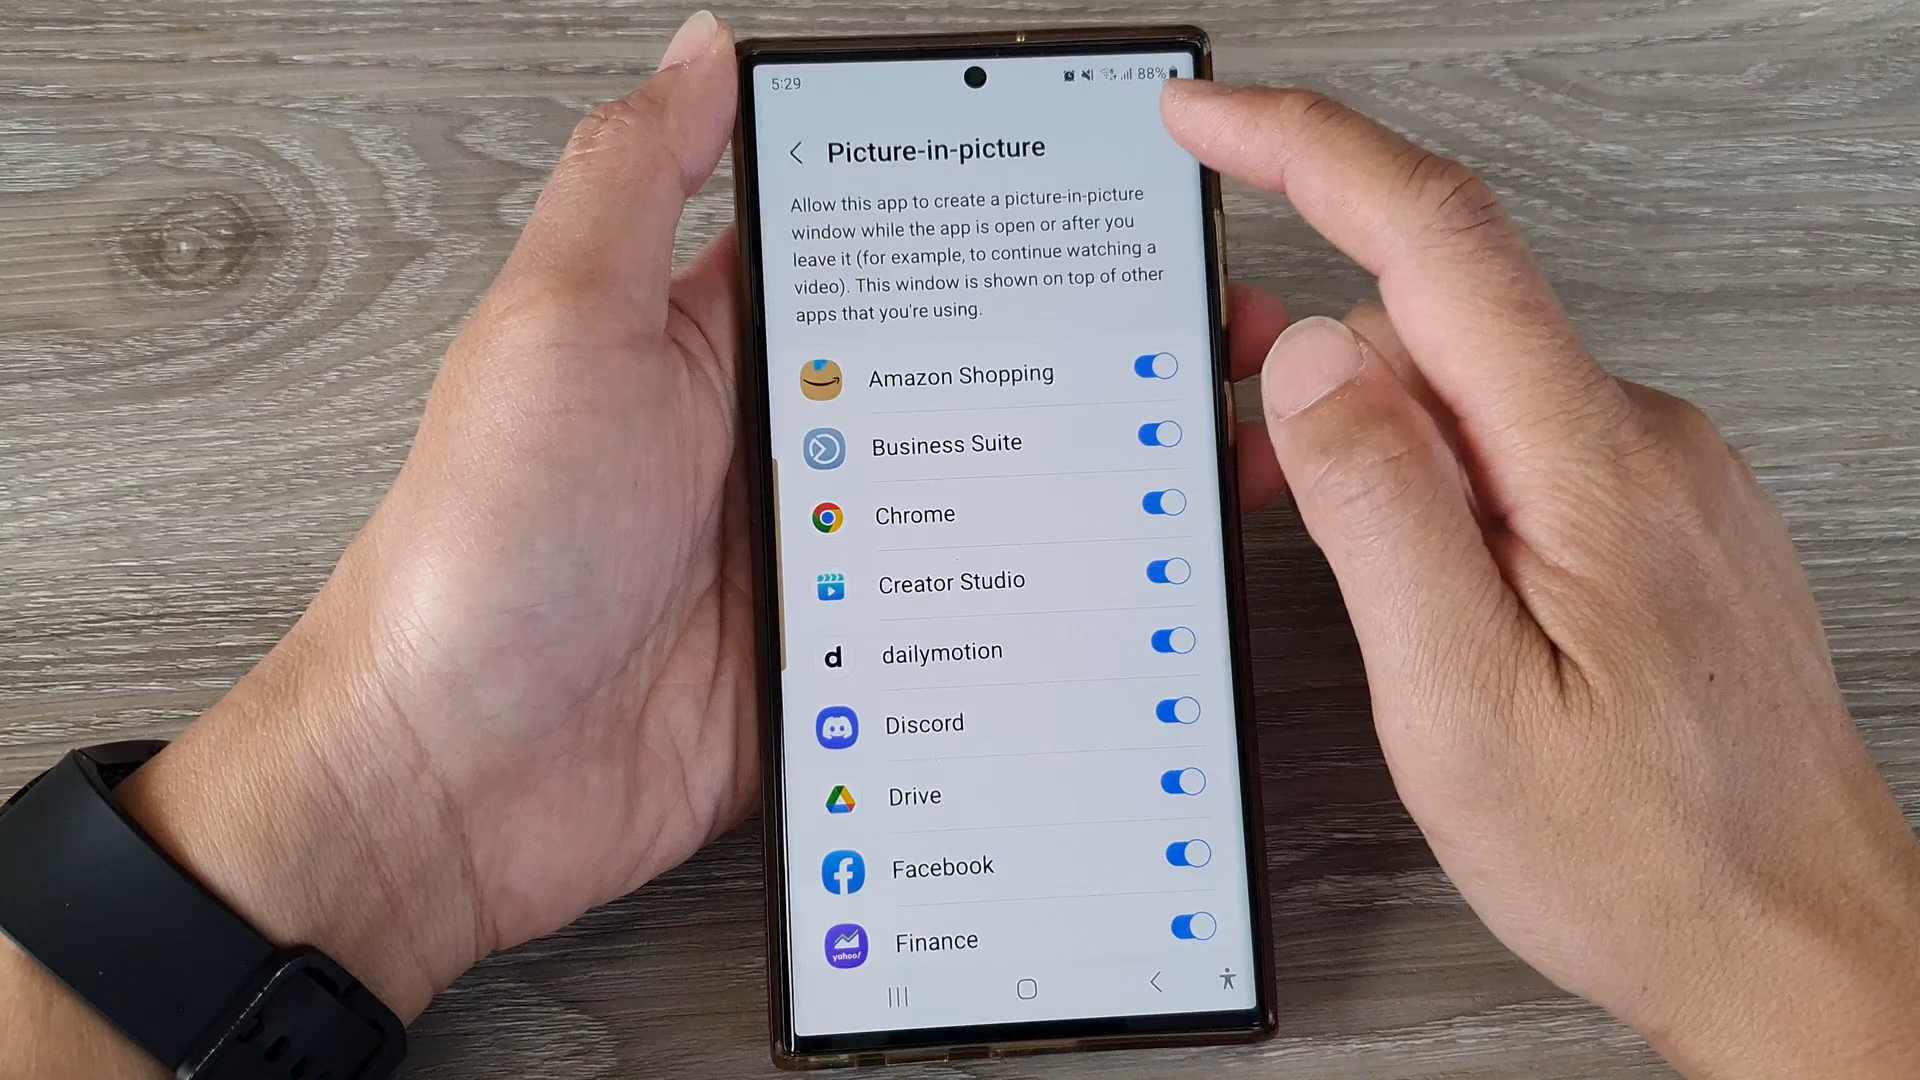 5:29 88%
Picture-in-picture
Allow this app to create a picture-in-picture
window while the app is open or after you
leave it (for example, to continue watching a
video). This window is shown on top of other
apps that you're using.
Amazon Shopping
Business Suite
Chrome
Creator Studio
d dailymotion
Discord
Drive
Facebook
yahoo! Finance